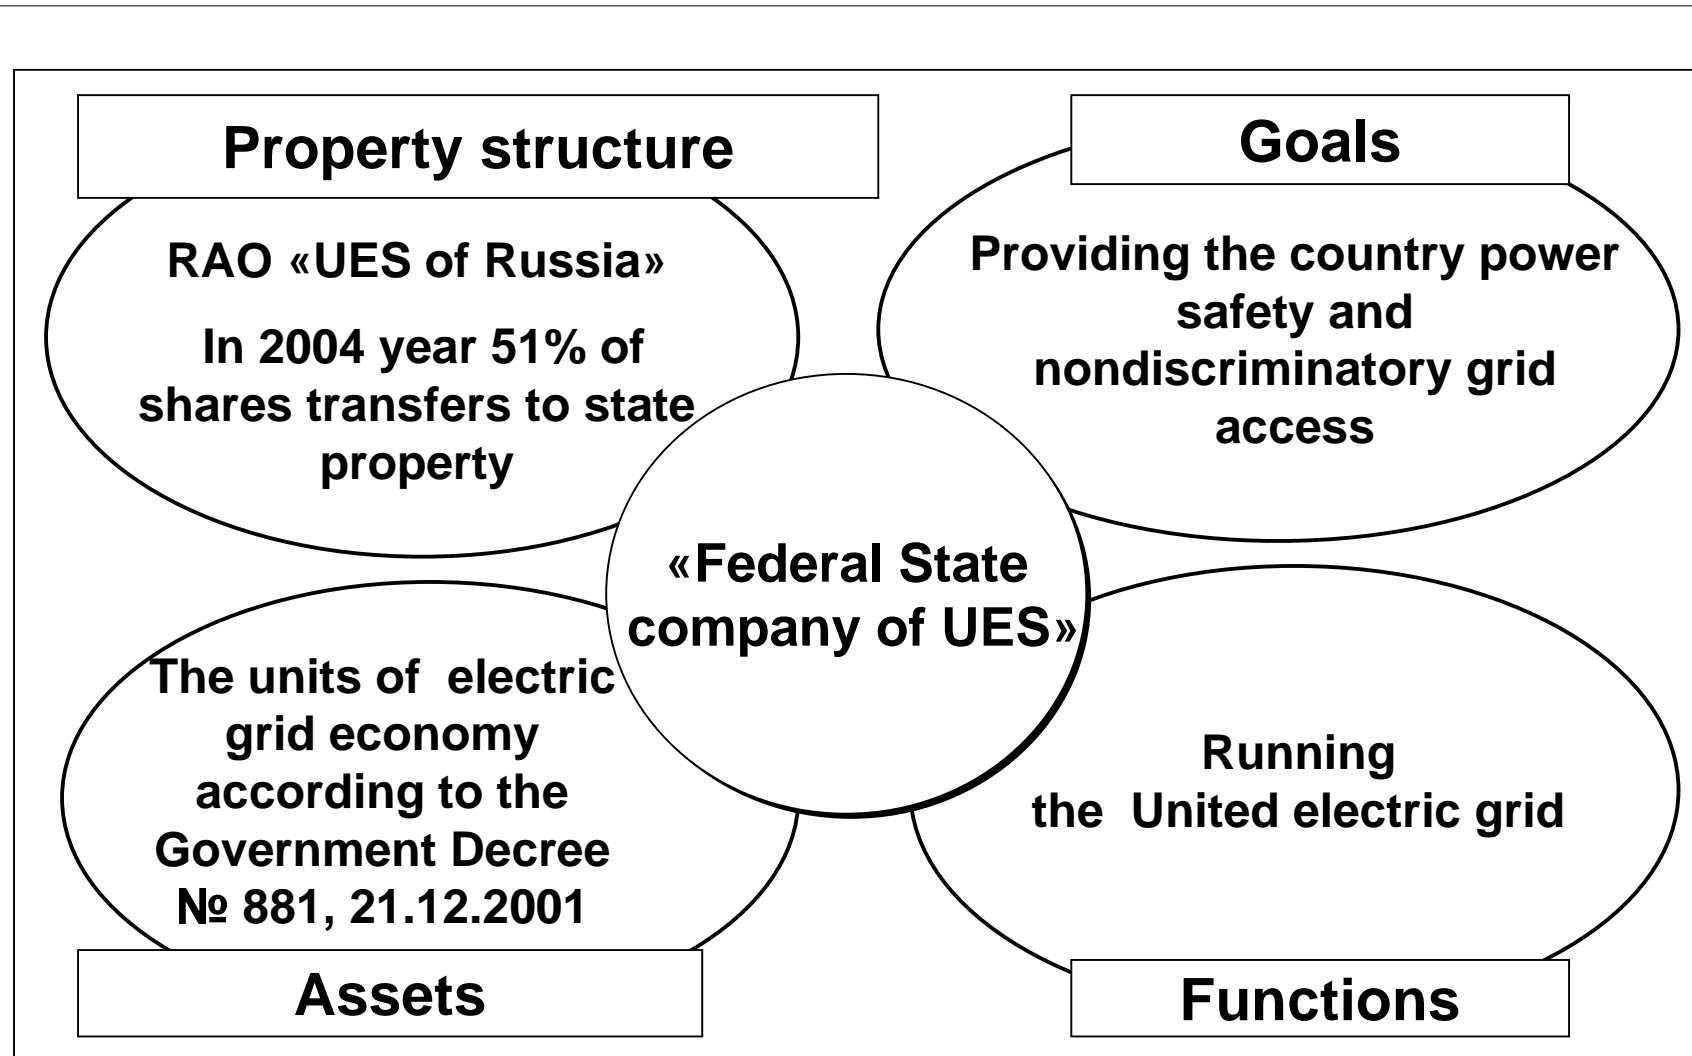 Property structure
RAO «UES of Russia»
In 2004 year 51% of
shares transfers to state
property
Goals
Providing the country power
safety and
nondiscriminatory grid
access
«Federal State
company of UES»
The units of  electric
grid economy
according to the
Government Decree
№ 881, 21.12.2001
Assets
Running
the  United electric grid
Functions